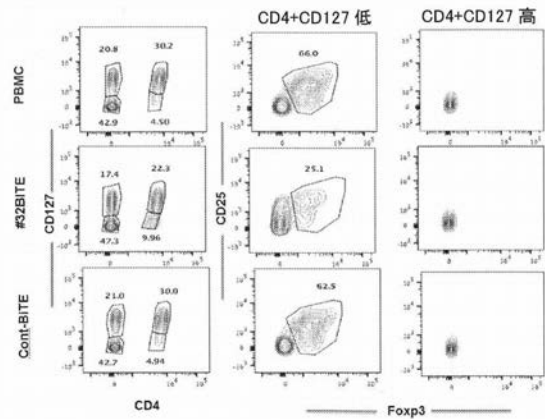 CD4+CD127 低
CD4+CD127 高
PBMC
20.8
30.2
42.9
4.50
66.0
#32BITE
17.4
22.3
47.3
9.96
25.1
Cont-BITE
21.0
30.0
42.7
4.94
62.5
CD127
CD25
CD4
Foxp3